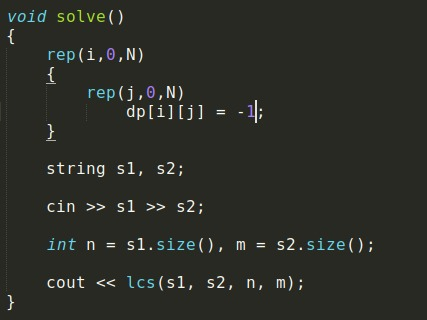 void solve()
{
    rep(i,0,N)
    {
        rep(j,0,N)
            dp[i][j] = -1;
    }
    string s1, s2;
    cin >> s1 >> s2;
    int n = s1.size(), m = s2.size();
    cout << lcs(s1, s2, n, m);
}